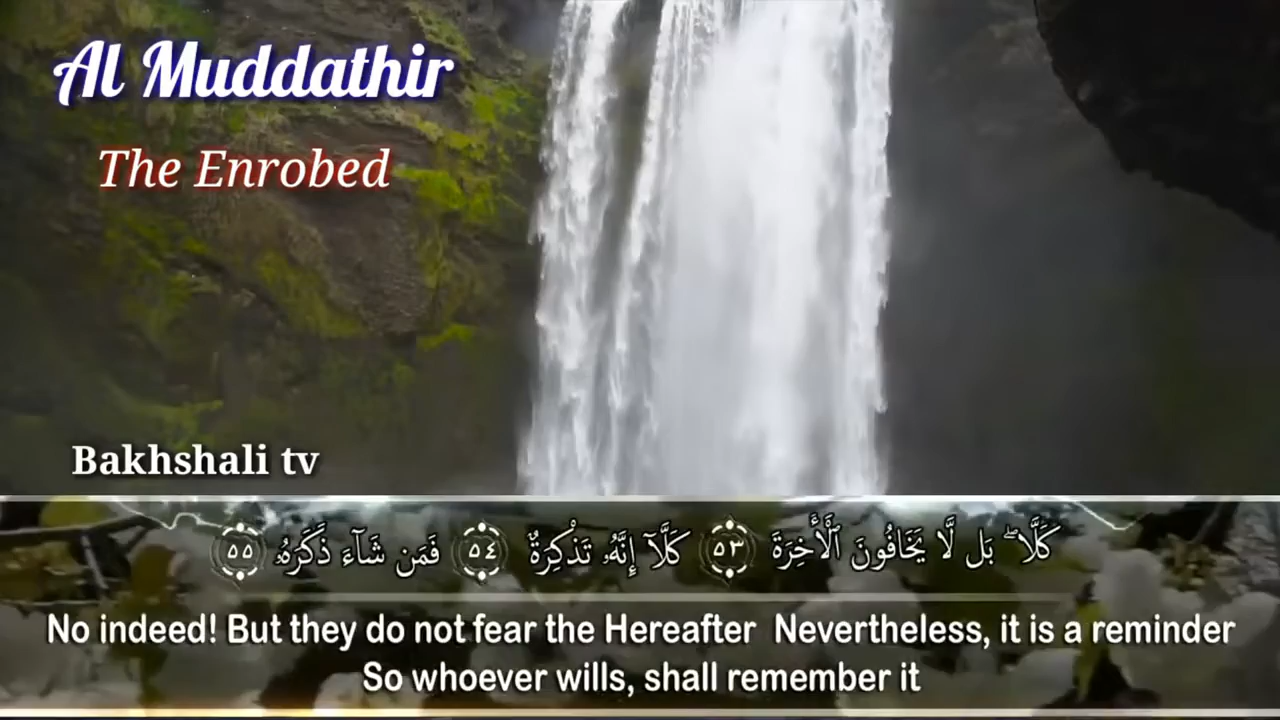 Al Muddathir
The Enrobed
Bakhshali tv
كَلَّا ۖ بَل لَّا يَخَافُونَ ٱلْأَخِرَةَ ٥٣ كَلَّآ إِنَّهُۥ تَذْكِرَةٌ ٥٤ فَمَن شَآءَ ذَكَرَهُۥ ٥٥
No indeed! But they do not fear the Hereafter Nevertheless, it is a reminder
So whoever wills, shall remember it